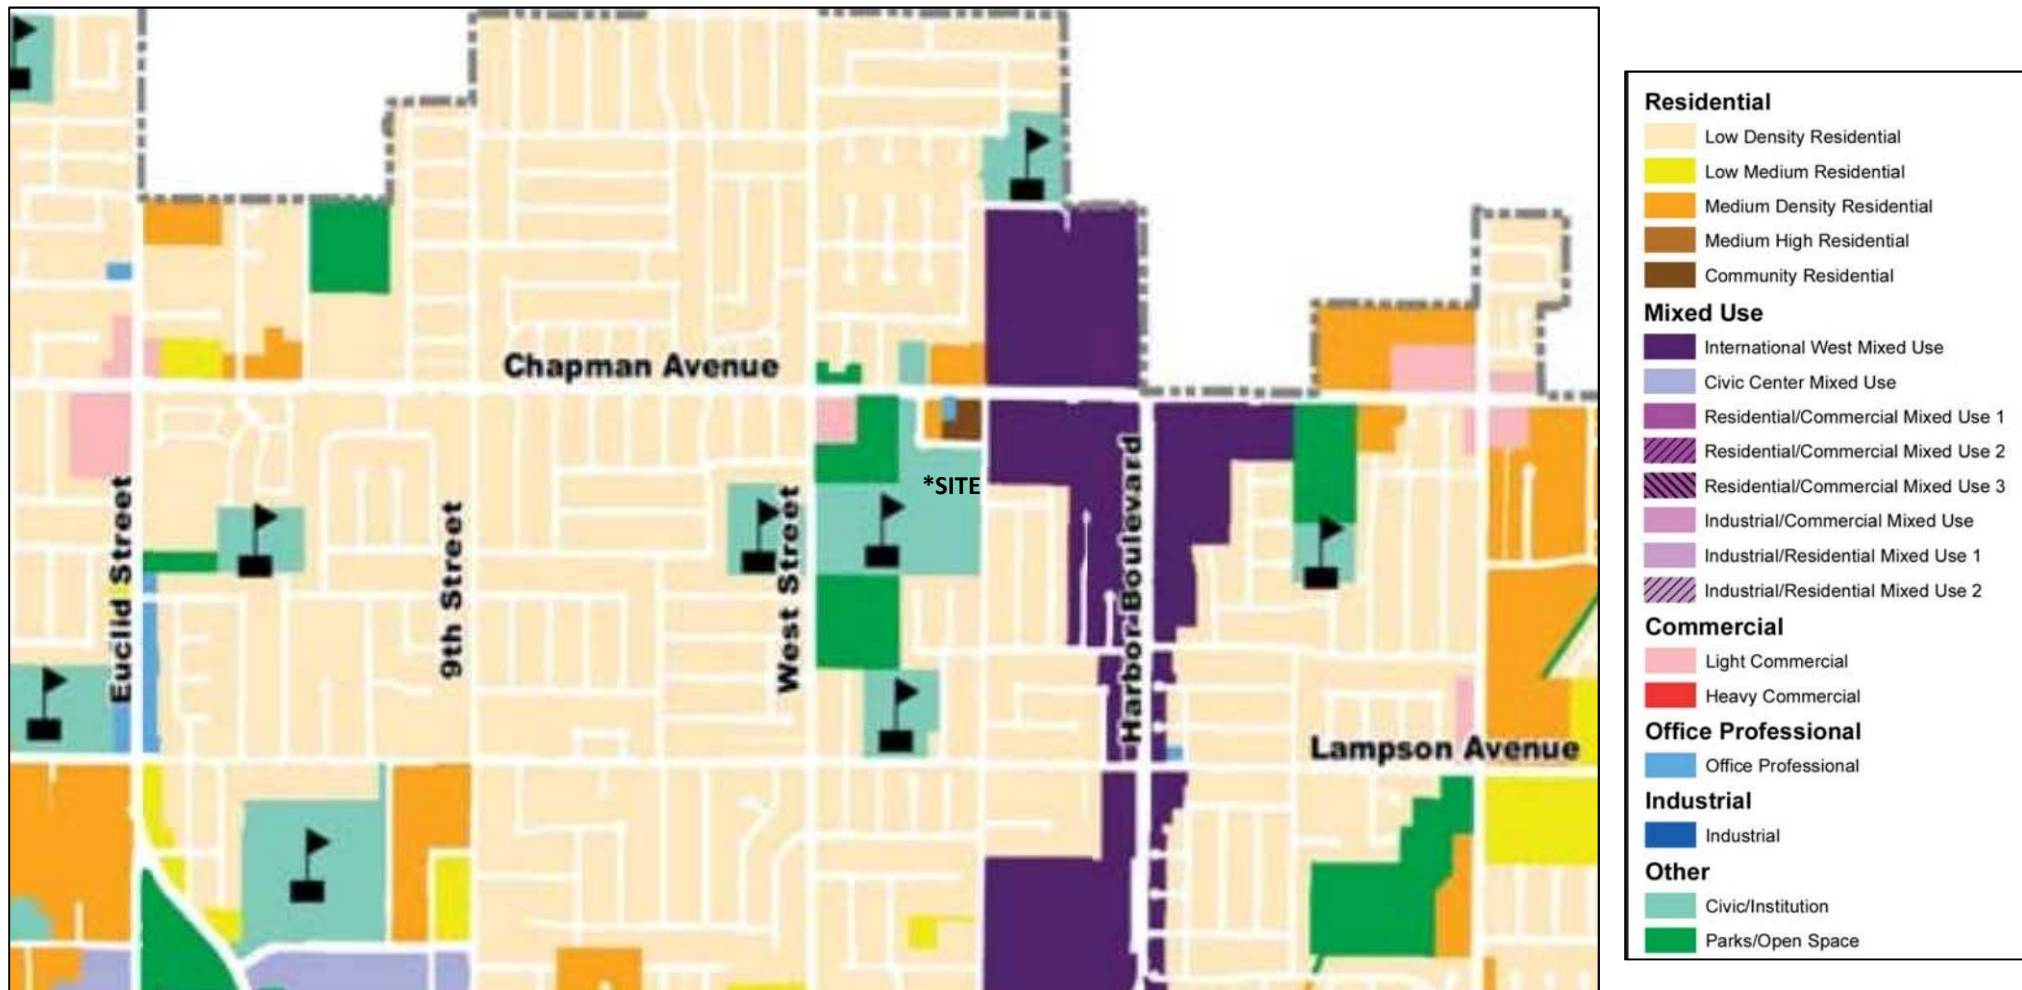 Chapman Avenue
*SITE
Euclid Street
9th Street
West Street
Harbor Boulevard
Lampson Avenue
Residential
Low Density Residential
Low Medium Residential
Medium Density Residential
Medium High Residential
Community Residential
Mixed Use
International West Mixed Use
Civic Center Mixed Use
Residential/Commercial Mixed Use 1
Residential/Commercial Mixed Use 2
Residential/Commercial Mixed Use 3
Industrial/Commercial Mixed Use
Industrial/Residential Mixed Use 1
Industrial/Residential Mixed Use 2
Commercial
Light Commercial
Heavy Commercial
Office Professional
Office Professional
Industrial
Industrial
Other
Civic/Institution
Parks/Open Space